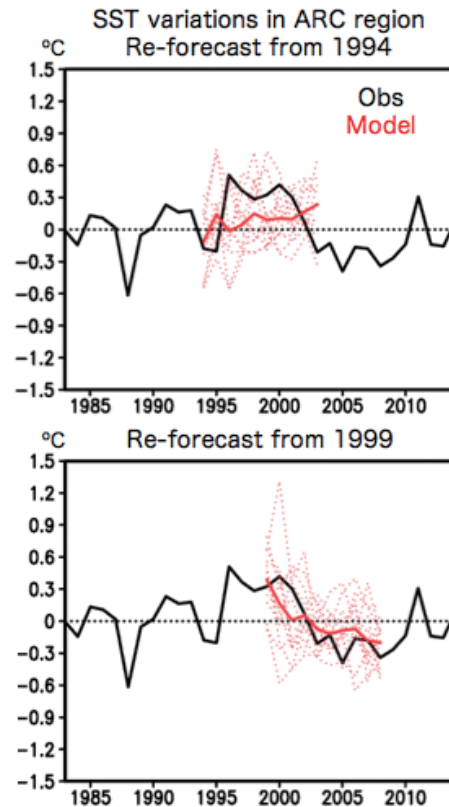 SST variations in ARC region
Re-forecast from 1994
ºC
1.5
1.2
0.9
0.6
0.3
0
−0.3
−0.6
−0.9
−1.2
−1.5
Obs
Model
1985 1990 1995 2000 2005 2010
ºC
Re-forecast from 1999
1.5
1.2
0.9
0.6
0.3
0
−0.3
−0.6
−0.9
−1.2
−1.5
1985 1990 1995 2000 2005 2010